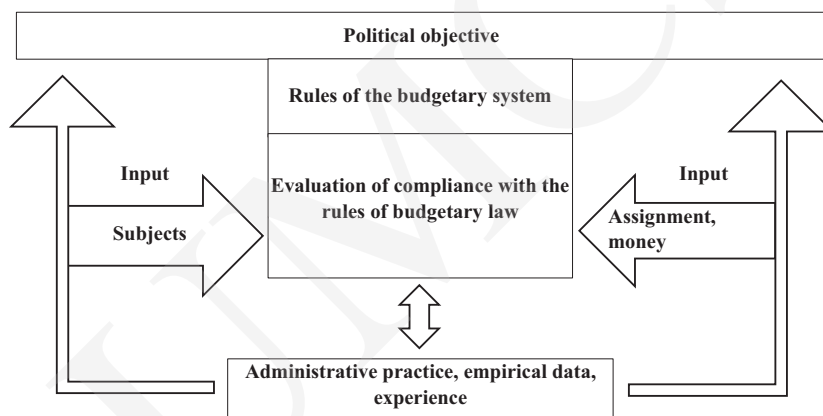 Political objective
Rules of the budgetary system
Input
Subjects
Evaluation of compliance with the
rules of budgetary law
Input
Assignment,
money
Administrative practice, empirical data,
experience